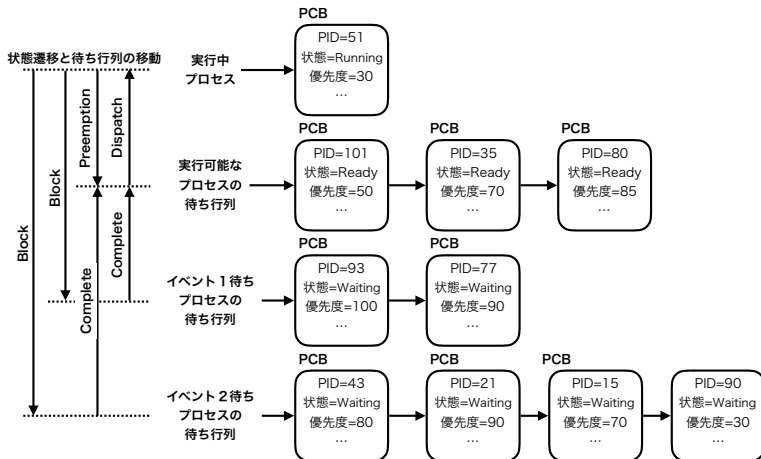 状態遷移と待ち行列の移動
Block
Block
Preemption
Dispatch
Complete
Complete
実行中
プロセス
PCB
PID=51
状態=Running
優先度=30
...
実行可能な
プロセスの
待ち行列
PCB
PID=101
状態=Ready
優先度=50
...
PCB
PID=35
状態=Ready
優先度=70
...
PCB
PID=80
状態=Ready
優先度=85
...
イベント１待ち
プロセスの
待ち行列
PCB
PID=93
状態=Waiting
優先度=100
...
PCB
PID=77
状態=Waiting
優先度=90
...
イベント２待ち
プロセスの
待ち行列
PCB
PID=43
状態=Waiting
優先度=80
...
PCB
PID=21
状態=Waiting
優先度=90
...
PCB
PID=15
状態=Waiting
優先度=70
...
PID=90
状態=Waiting
優先度=30
...